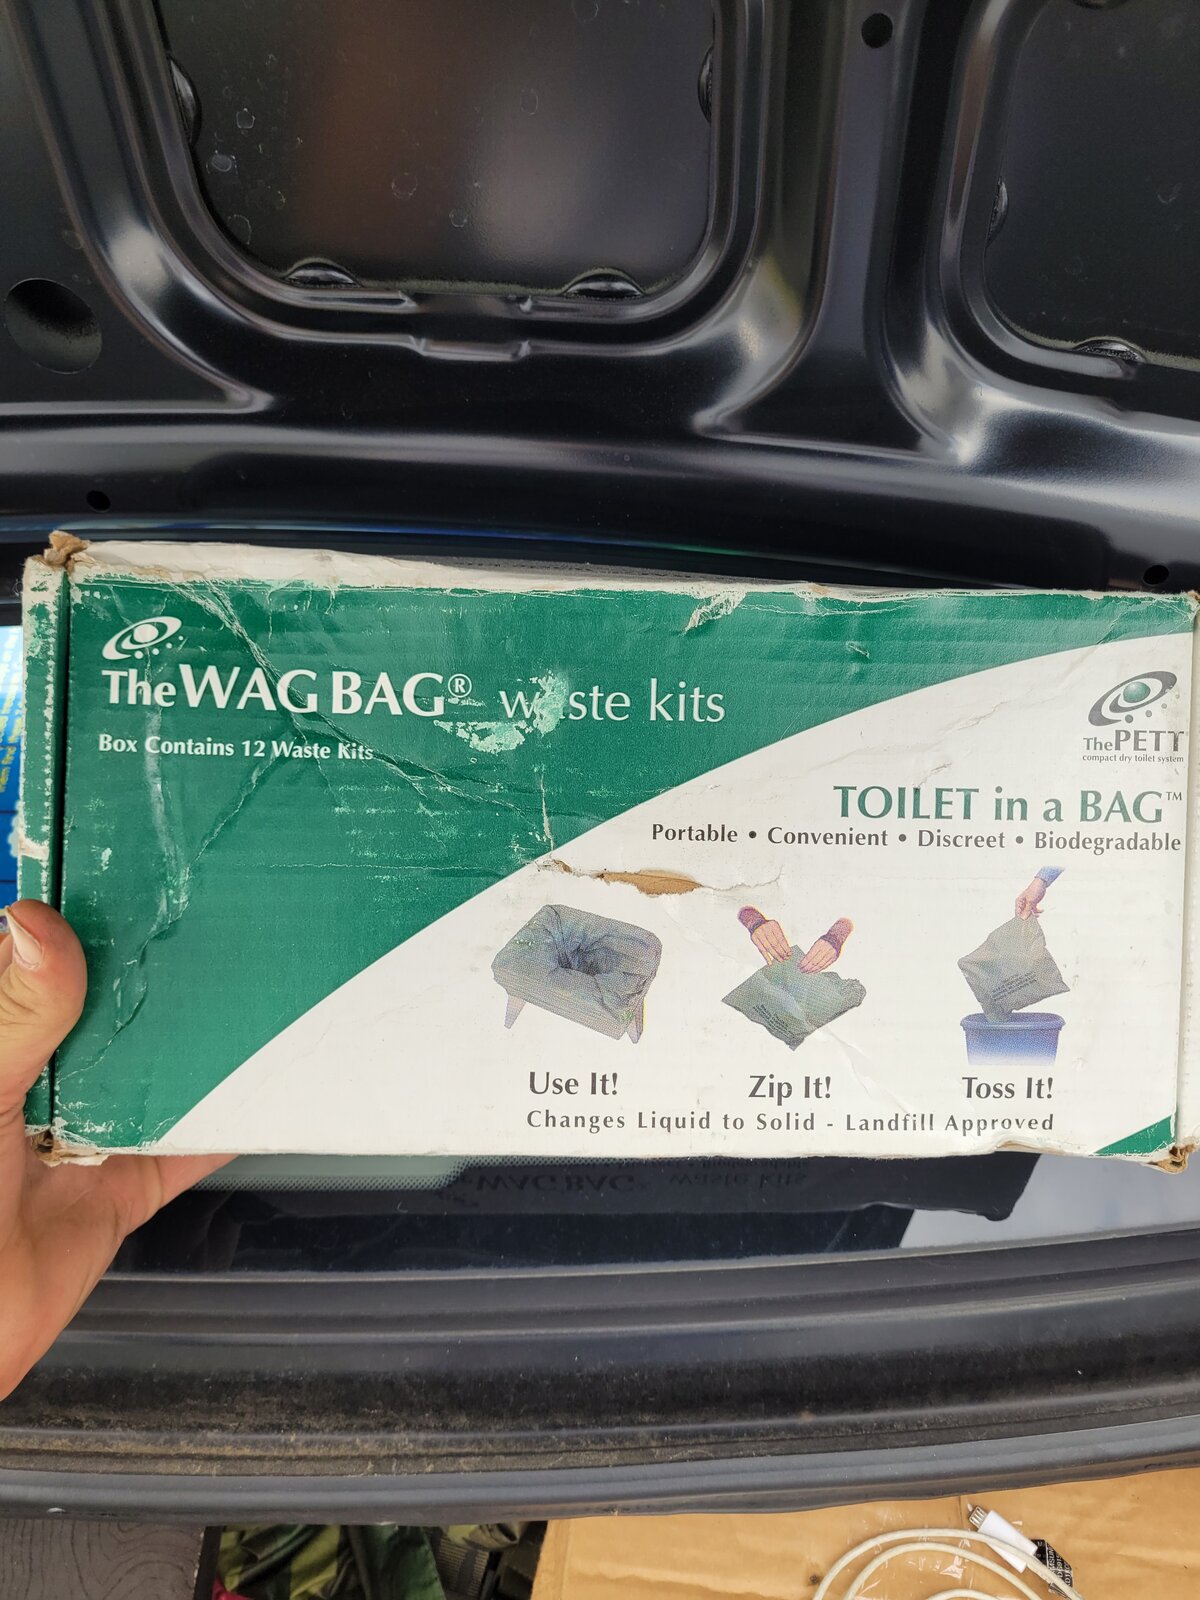 The WAG BAG® waste kits
Box Contains 12 Waste Kits
The PETT
compact dry toilet system
TOILET in a BAG™
Portable • Convenient • Discreet • Biodegradable
Use It!
Zip It!
Toss It!
Changes Liquid to Solid - Landfill Approved